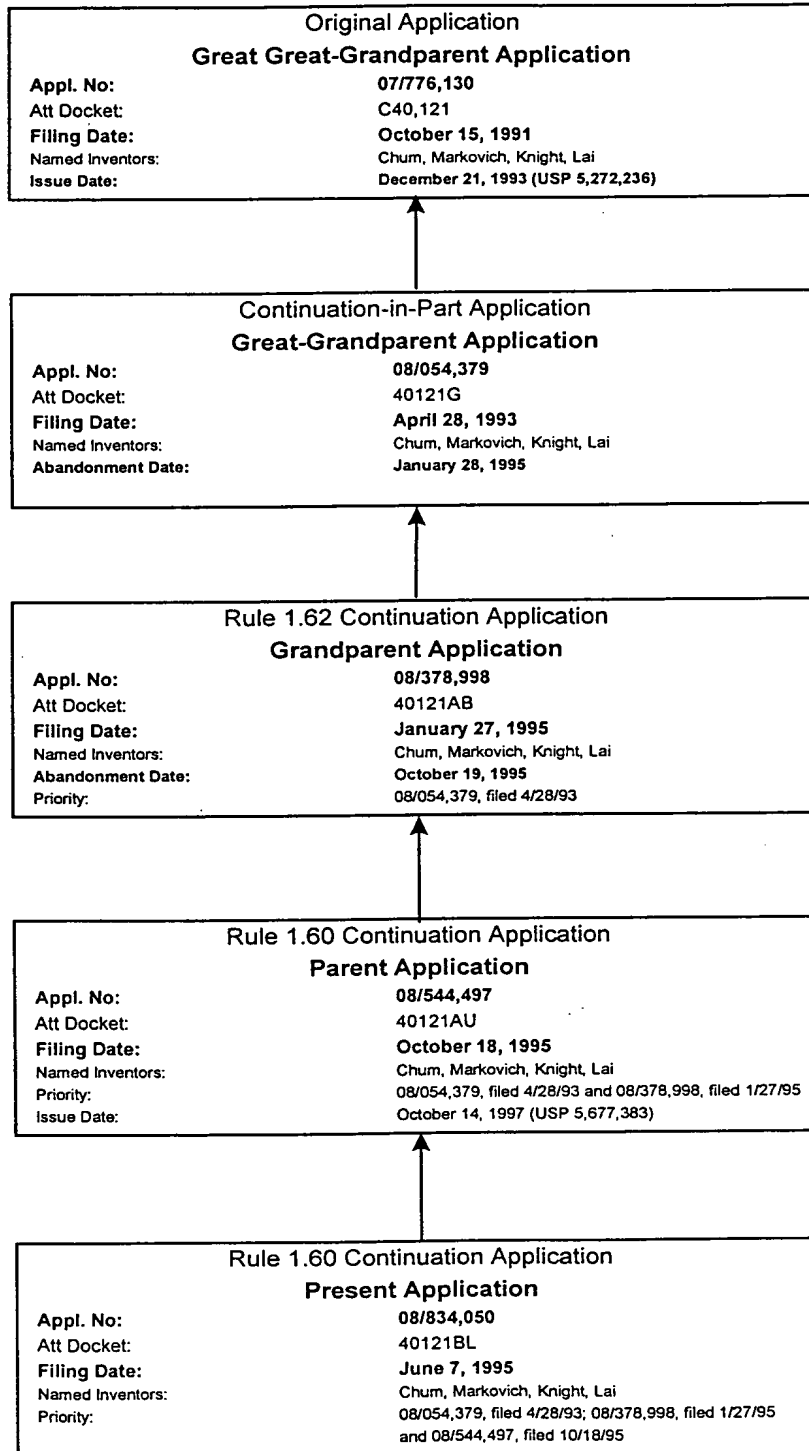 Original Application
Great Great-Grandparent Application
Appl. No: 07/776,130
Att Docket: C40,121
Filing Date: October 15, 1991
Named Inventors: Chum, Markovich, Knight, Lai
Issue Date: December 21, 1993 (USP 5,272,236)
Continuation-in-Part Application
Great-Grandparent Application
Appl. No: 08/054,379
Att Docket: 40121G
Filing Date: April 28, 1993
Named Inventors: Chum, Markovich, Knight, Lai
Abandonment Date: January 28, 1995
Rule 1.62 Continuation Application
Grandparent Application
Appl. No: 08/378,998
Att Docket: 40121AB
Filing Date: January 27, 1995
Named Inventors: Chum, Markovich, Knight, Lai
Abandonment Date: October 19, 1995
Priority: 08/054,379, filed 4/28/93
Rule 1.60 Continuation Application
Parent Application
Appl. No: 08/544,497
Att Docket: 40121AU
Filing Date: October 18, 1995
Named Inventors: Chum, Markovich, Knight, Lai
Priority: 08/054,379, filed 4/28/93 and 08/378,998, filed 1/27/95
Issue Date: October 14, 1997 (USP 5,677,383)
Rule 1.60 Continuation Application
Present Application
Appl. No: 08/834,050
Att Docket: 40121BL
Filing Date: June 7, 1995
Named Inventors: Chum, Markovich, Knight, Lai
Priority: 08/054,379, filed 4/28/93; 08/378,998, filed 1/27/95
and 08/544,497, filed 10/18/95